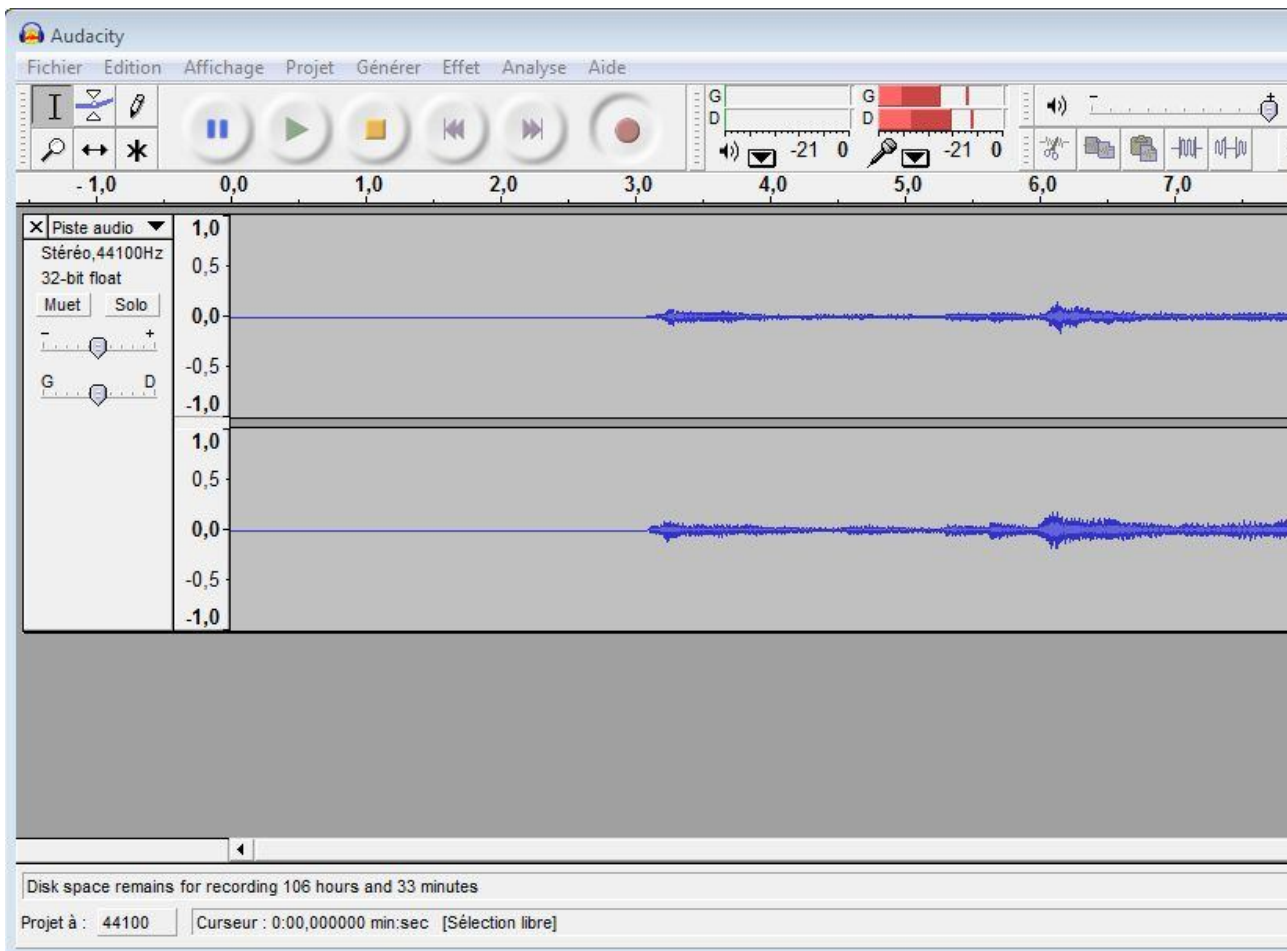 Audacity
Fichier Edition Affichage Projet Générer Effet Analyse Aide
G G
D D
-21 0 -21 0
- +
- 1,0 0,0 1,0 2,0 3,0 4,0 5,0 6,0 7,0
Piste audio
Stéréo,44100Hz
32-bit float
Muet Solo
- +
G D
1,0
0,5
0,0
-0,5
-1,0
1,0
0,5
0,0
-0,5
-1,0
Disk space remains for recording 106 hours and 33 minutes
Projet à : 44100 Curseur : 0:00,000000 min:sec [Sélection libre]